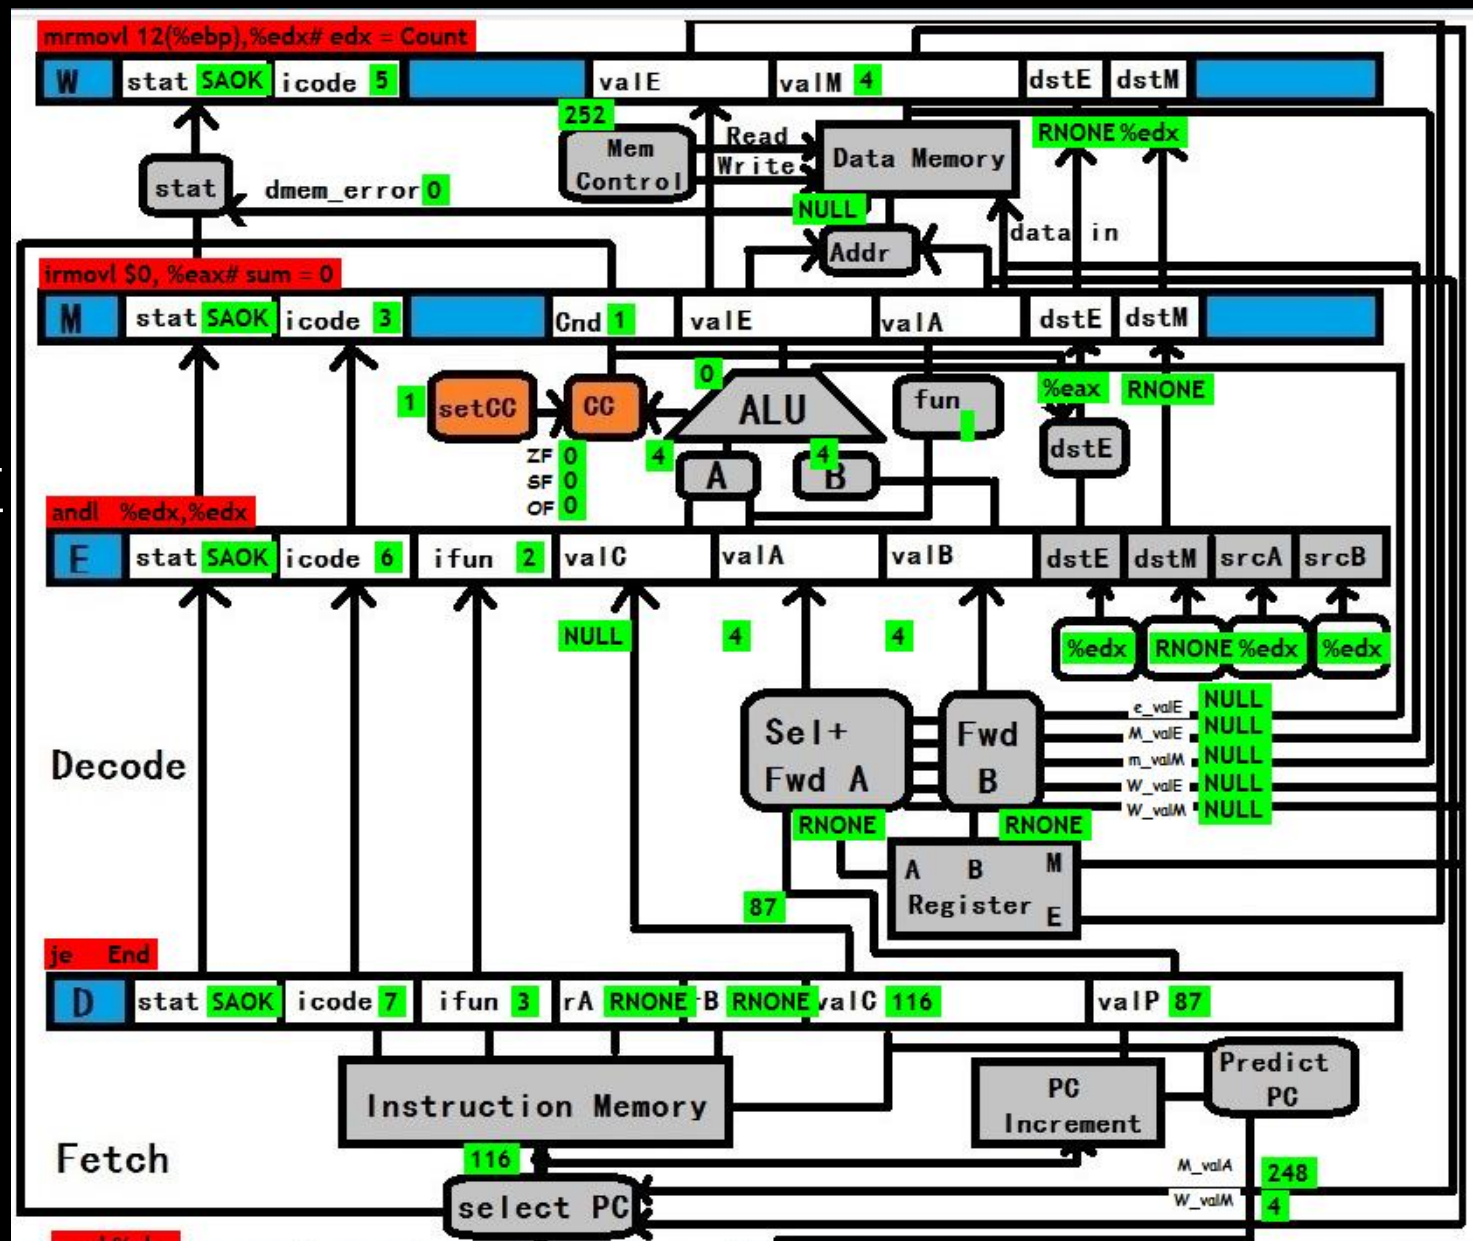 mrmovl 12(%ebp),%edx# edx = Count
W stat SAOK icode 5 valE valM 4 dstE dstM
252
RNONE %edx
Mem Control
Read
Write
Data Memory
stat
dmem_error 0
NULL
Addr
data in
irmovl $0, %eax# sum = 0
M stat SAOK icode 3 Cnd 1 valE valA dstE dstM
1 setCC CC 0 ALU fun %eax RNONE
ZF 0 4 A 4 B dstE
SF 0
OF 0
andl %edx,%edx
E stat SAOK icode 6 ifun 2 valC valA valB dstE dstM srcA srcB
NULL 4 4 %edx RNONE %edx %edx
Sel+ Fwd A
Fwd B
e_valE NULL
M_valE NULL
m_valM NULL
W_valE NULL
W_valM NULL
Decode
RNONE RNONE
A B M
Register E
87
je End
D stat SAOK icode 7 ifun 3 rA RNONE B RNONE valC 116 valP 87
Instruction Memory
PC Increment
Predict PC
Fetch
116
select PC
M_valA 248
W_valM 4